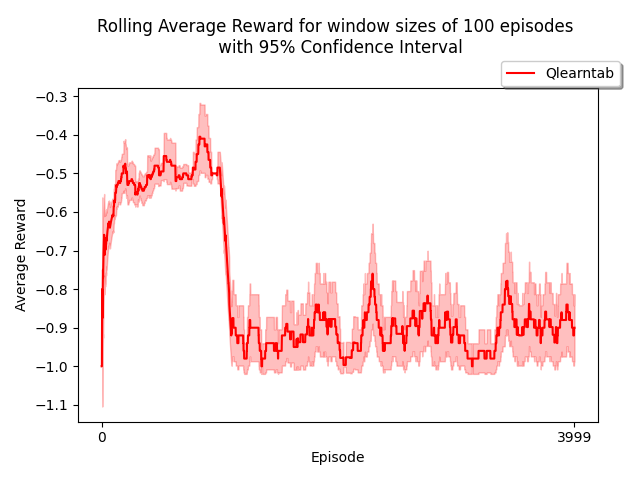 Rolling Average Reward for window sizes of 100 episodes
with 95% Confidence Interval
Qlearntab
−0.3
−0.4
−0.5
−0.6
−0.7
−0.8
−0.9
−1.0
−1.1
Average Reward
0
3999
Episode